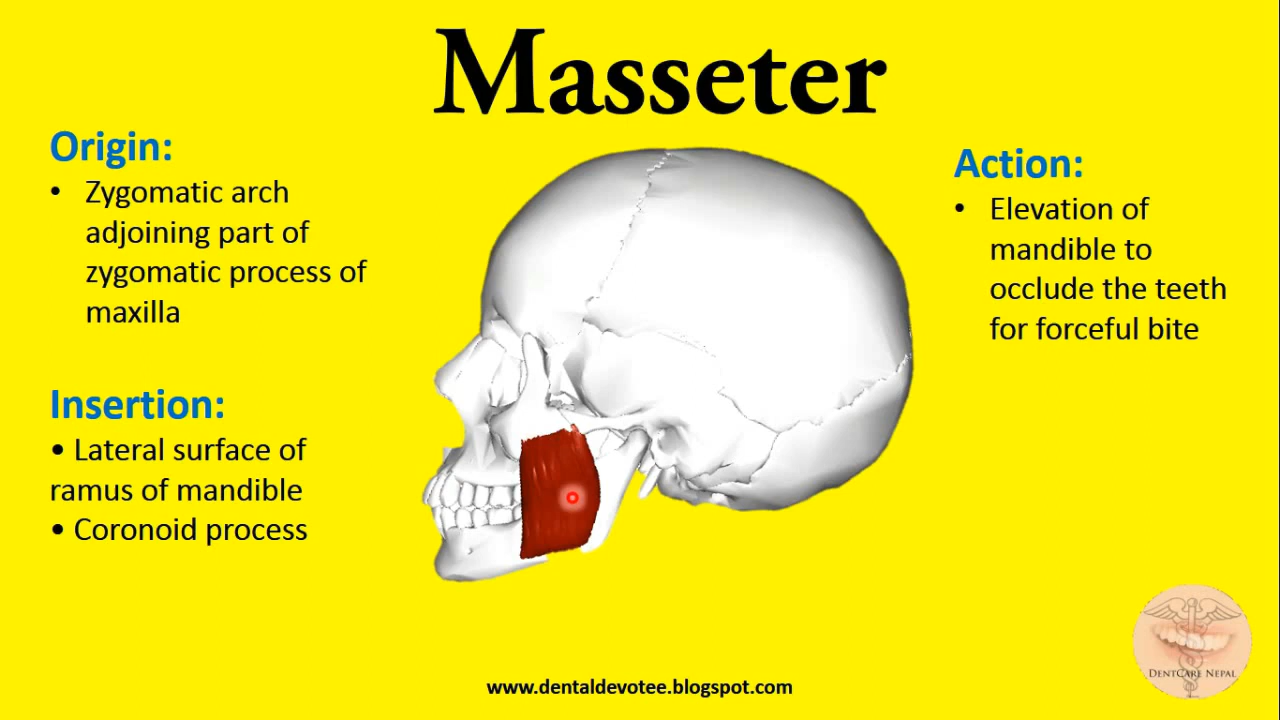 Masseter
Origin:
• Zygomatic arch
adjoining part of
zygomatic process of
maxilla
Insertion:
• Lateral surface of
ramus of mandible
• Coronoid process
Action:
• Elevation of
mandible to
occlude the teeth
for forceful bite
www.dentaldevotee.blogspot.com
DENTCARE NEPAL